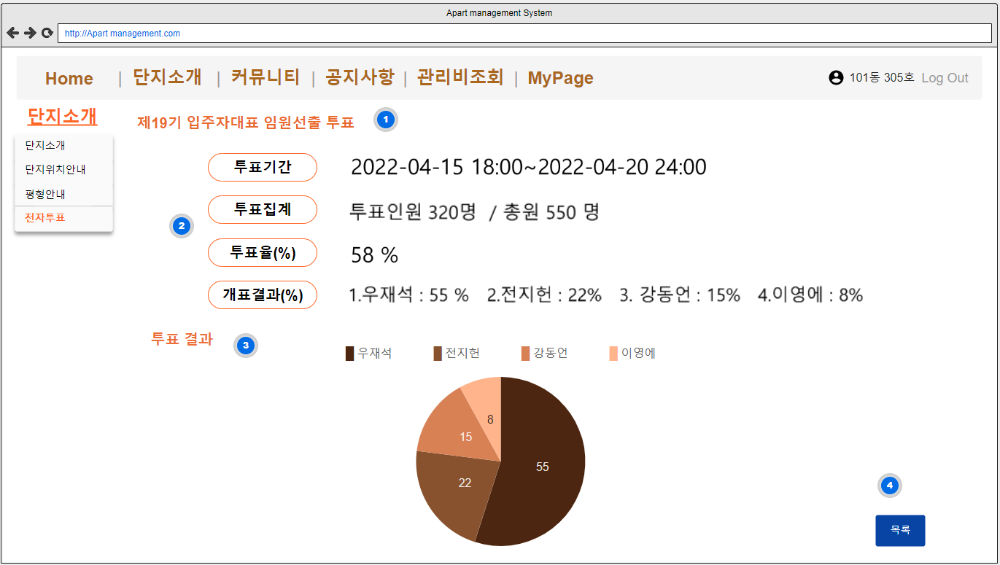 Apart management System
http://Apart management.com
Home | 단지소개 | 커뮤니티 | 공지사항 | 관리비조회 | MyPage
101동 305호 Log Out
단지소개
단지소개
단지위치안내
평형안내
전자투표
제19기 입주자대표 임원선출 투표 1
2
투표기간 2022-04-15 18:00~2022-04-20 24:00
투표집계 투표인원 320명 / 총원 550 명
투표율(%) 58 %
개표결과(%) 1.우재석 : 55 % 2.전지헌 : 22% 3. 강동언 : 15% 4.이영에 : 8%
투표 결과 3
우재석 전지헌 강동언 이영에
8
15
55
22
4
목록